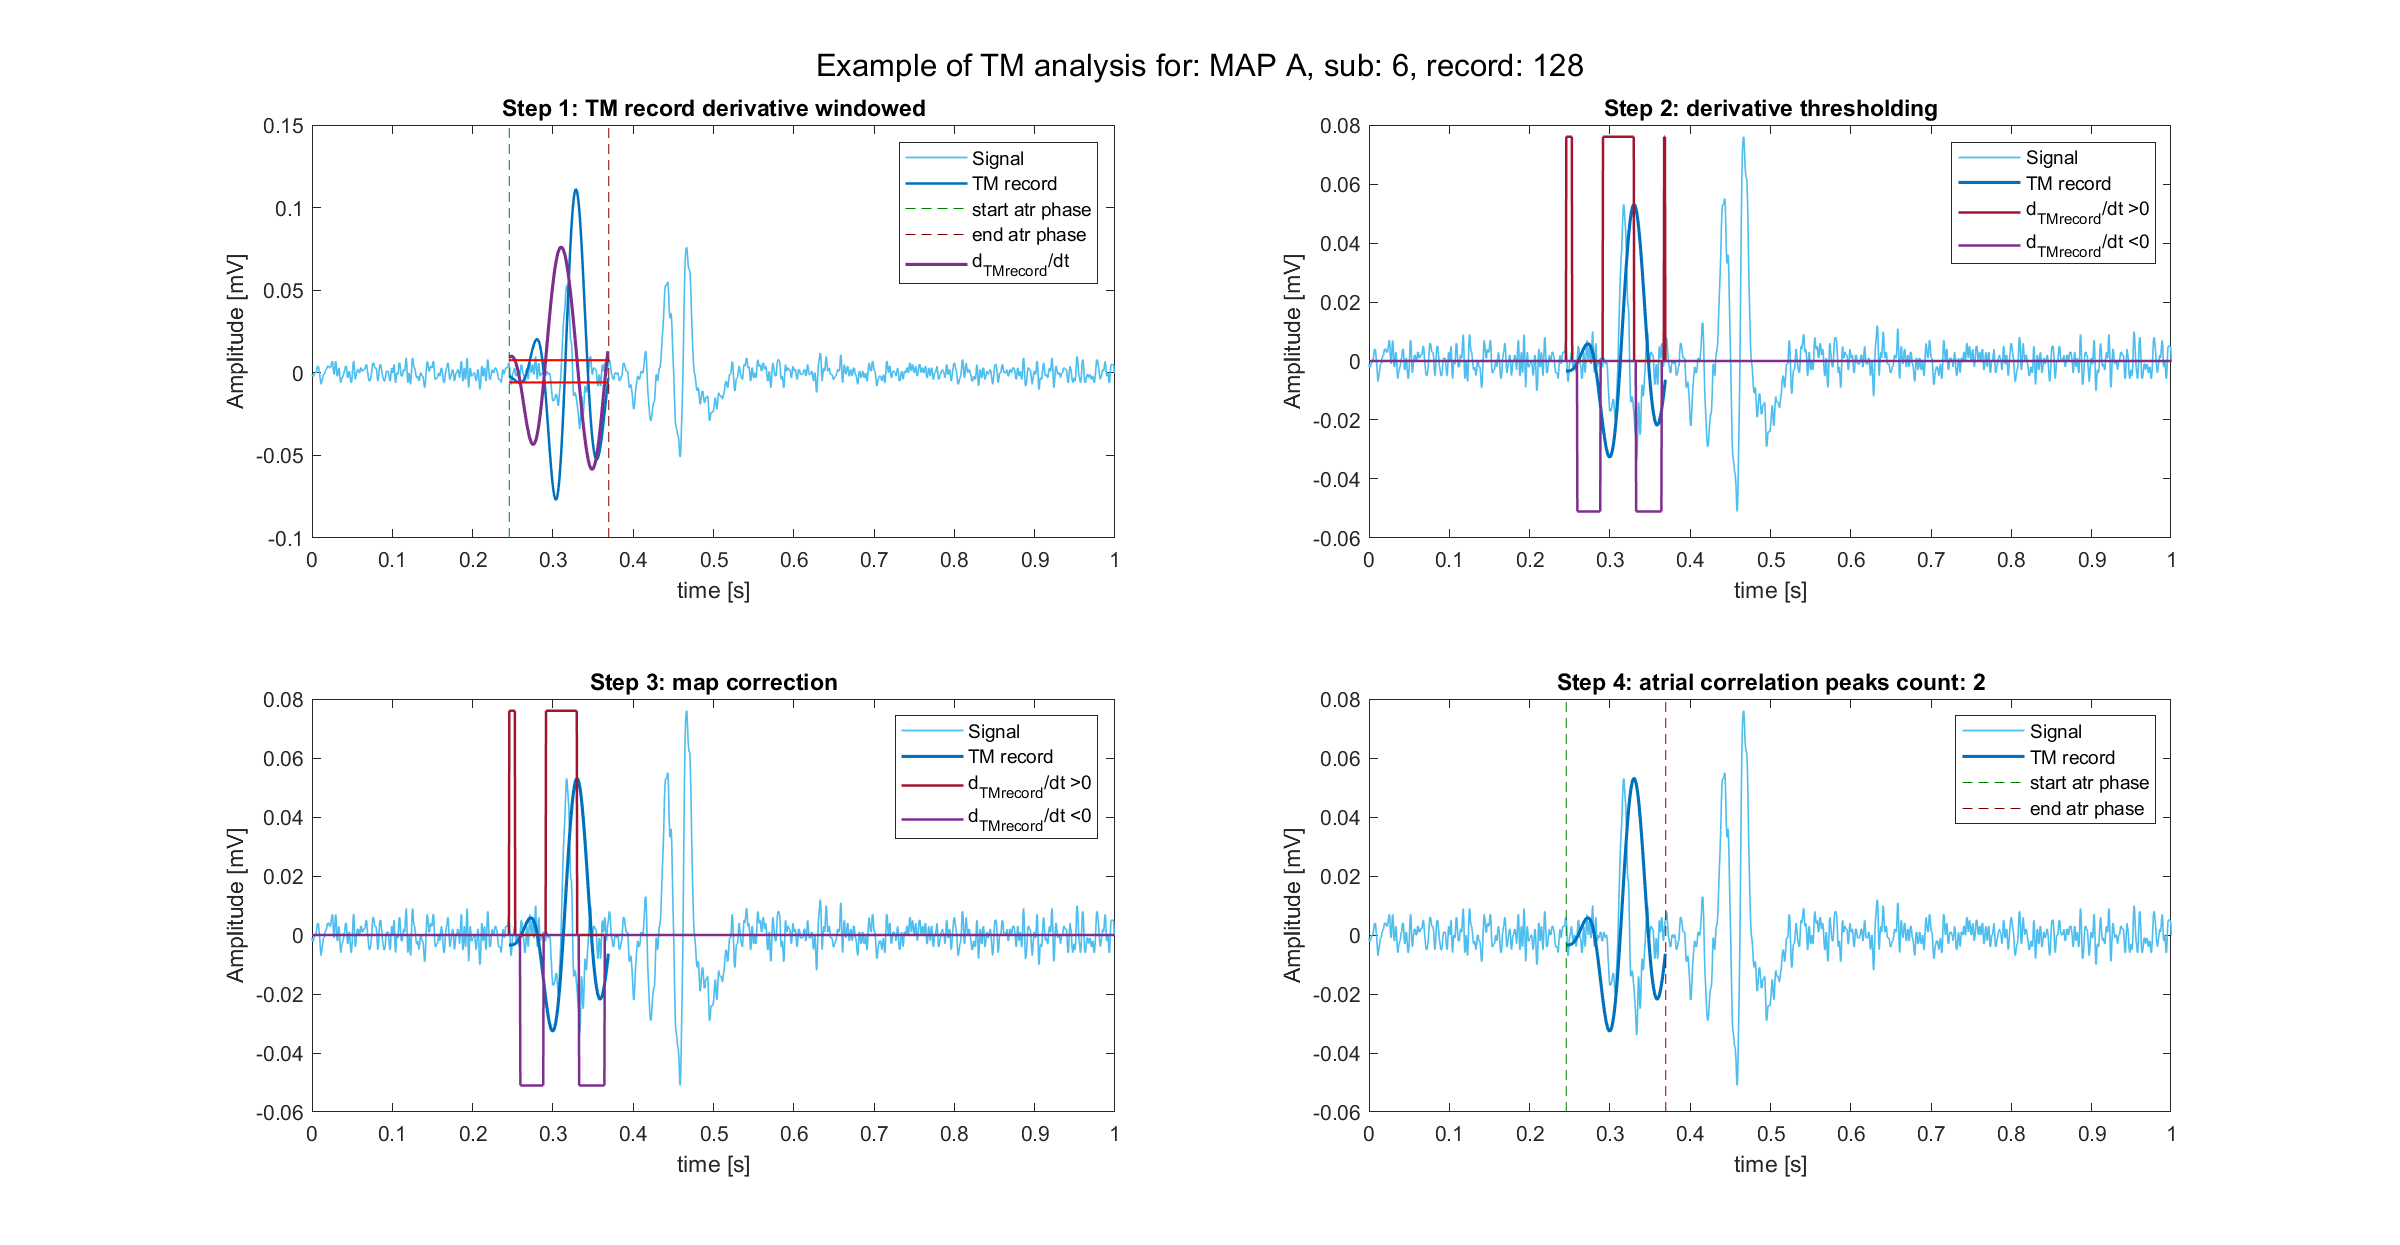 Example of TM analysis for: MAP A, sub: 6, record: 128
Step 1: TM record derivative windowed
0.15
0.1
0.05
0
-0.05
-0.1
Amplitude [mV]
0 0.1 0.2 0.3 0.4 0.5 0.6 0.7 0.8 0.9 1
time [s]
Signal
TM record
start atr phase
end atr phase
dTMrecord/dt
Step 2: derivative thresholding
0.08
0.06
0.04
0.02
0
-0.02
-0.04
-0.06
Amplitude [mV]
0 0.1 0.2 0.3 0.4 0.5 0.6 0.7 0.8 0.9 1
time [s]
Signal
TM record
dTMrecord/dt >0
dTMrecord/dt <0
Step 3: map correction
0.08
0.06
0.04
0.02
0
-0.02
-0.04
-0.06
Amplitude [mV]
0 0.1 0.2 0.3 0.4 0.5 0.6 0.7 0.8 0.9 1
time [s]
Signal
TM record
dTMrecord/dt >0
dTMrecord/dt <0
Step 4: atrial correlation peaks count: 2
0.08
0.06
0.04
0.02
0
-0.02
-0.04
-0.06
Amplitude [mV]
0 0.1 0.2 0.3 0.4 0.5 0.6 0.7 0.8 0.9 1
time [s]
Signal
TM record
start atr phase
end atr phase